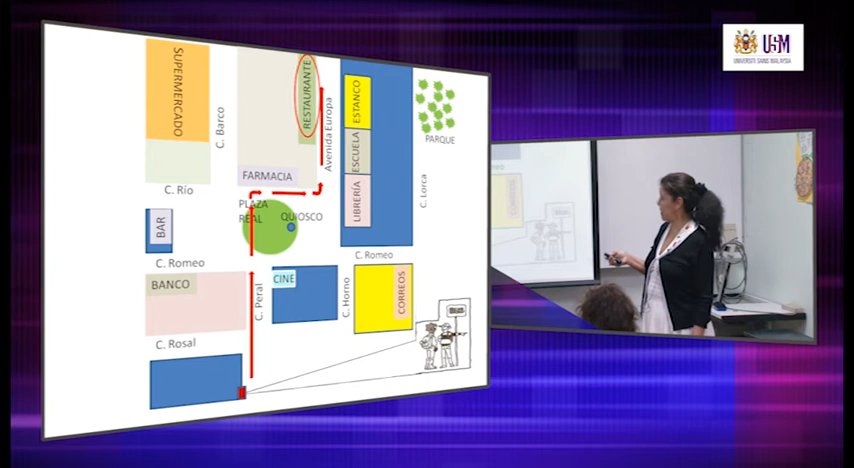 SUPERMERCADO
C. Barco
RESTAURANTE
Avenida Europa
ESTANCO
ESCUELA
LIBRERÍA
PARQUE
C. Lorca
FARMACIA
C. Río
PLAZA
REAL
QUIOSCO
BAR
C. Romeo
C. Romeo
BANCO
C. Peral
CINE
C. Horno
CORREOS
C. Rosal
USM
UNIVERSITI SAINS MALAYSIA
CORREOS